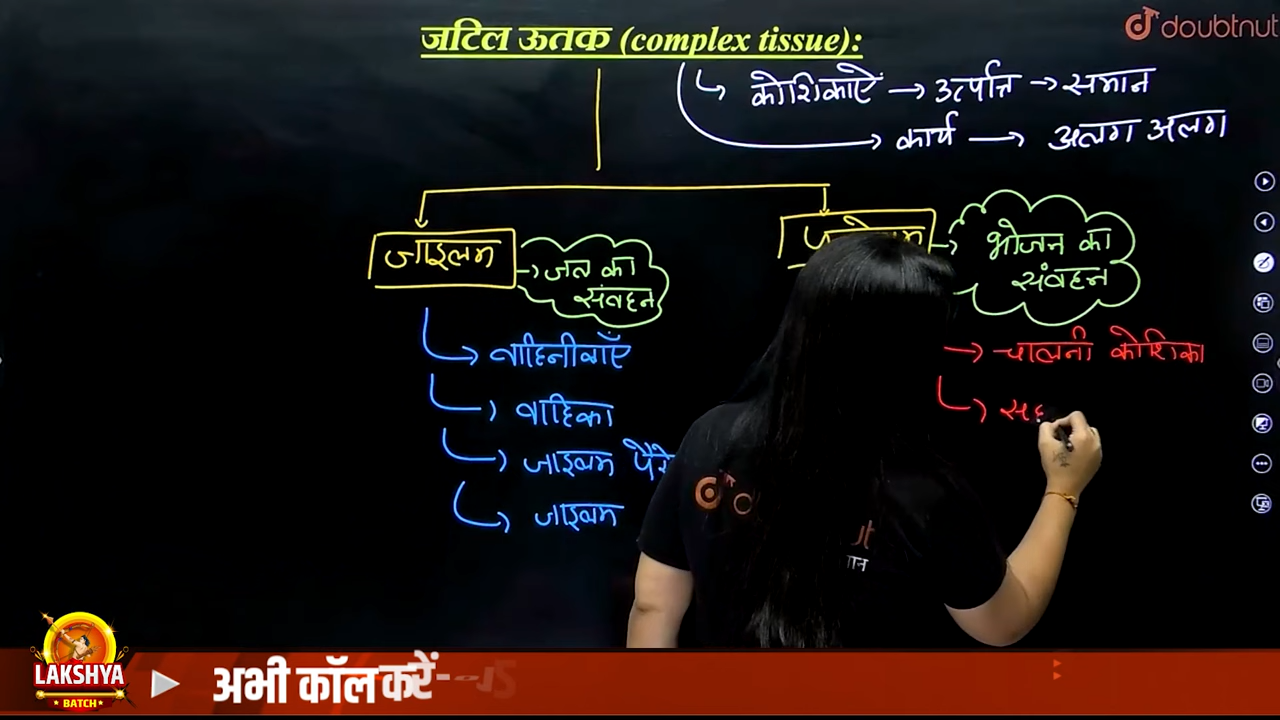 जटिल ऊतक (complex tissue):
doubtnut
कोशिकाऐं → उत्पत्ति → समान
कार्य → अलग अलग
जाइलम
→ जल का
संवहन
→ भोजन का
संवहन
→ वाहिनीकाएँ
→ वाहिका
→ जाइलम
→ जाइलम
→ चालनी कोशिका
→ सह
LAKSHYA
BATCH
अभी कॉल करें-